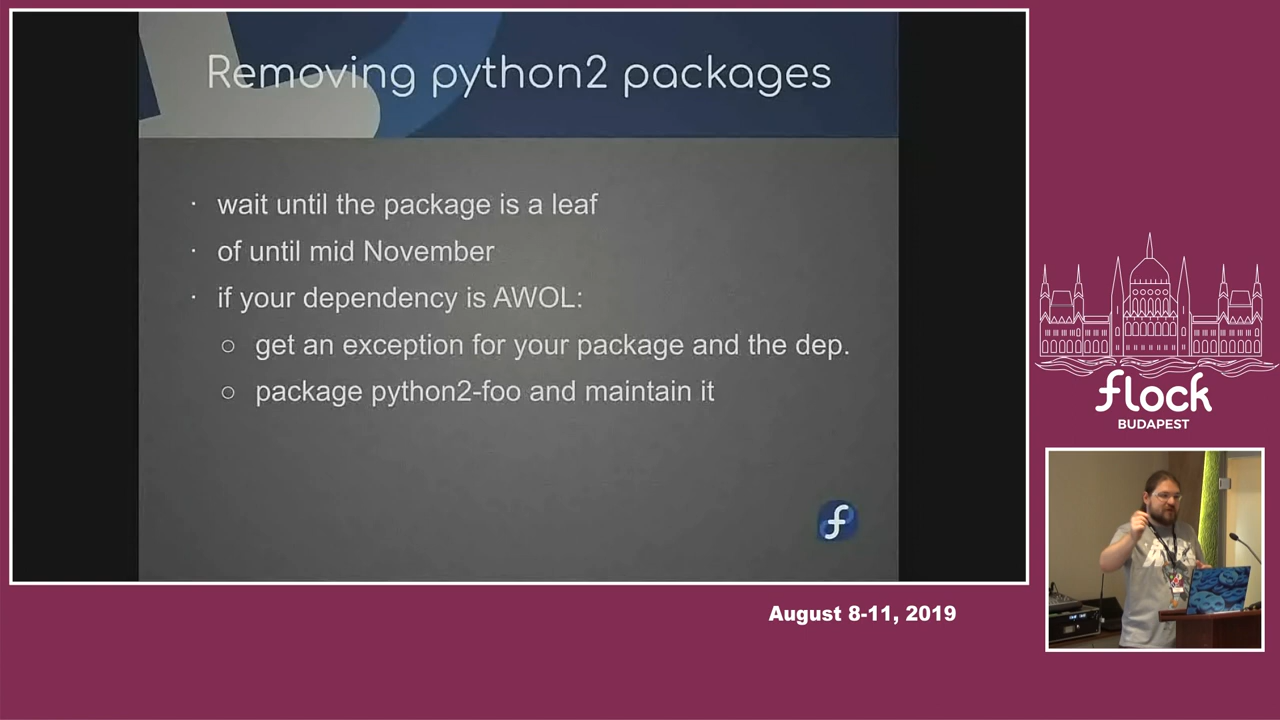 Removing python2 packages
· wait until the package is a leaf
· of until mid November
· if your dependency is AWOL:
○ get an exception for your package and the dep.
○ package python2-foo and maintain it
flock
BUDAPEST
August 8-11, 2019